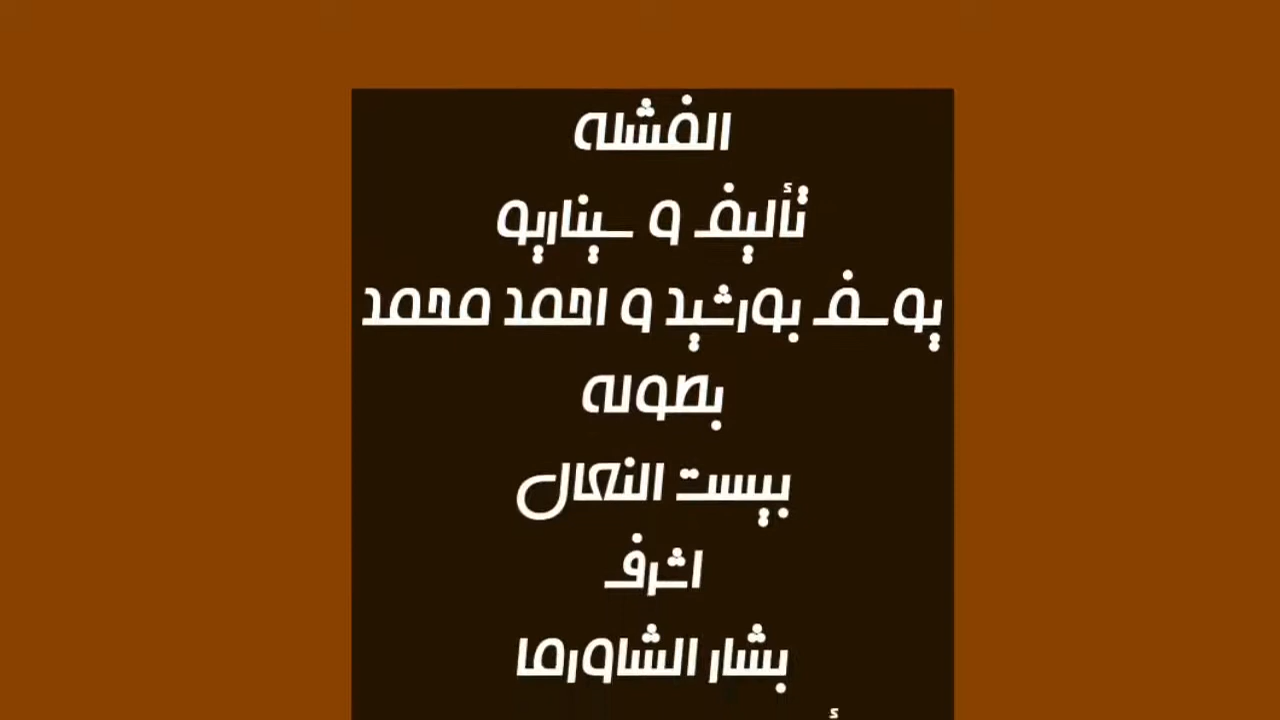 الفشله
تأليف و سيناريو
يوسف بورشيد و احمد محمد
بطوله
بيست النعال
اشرف
بشار الشاورما